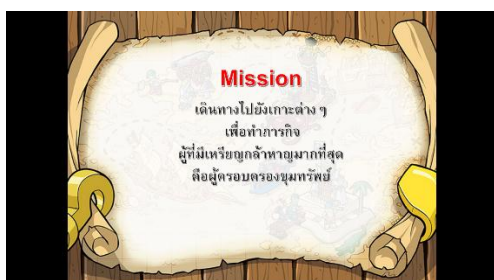 Mission
เดินทางไปยังเกาะต่าง ๆ
เพื่อทำภารกิจ
ผู้ที่มีเหรียญกล้าหาญมากที่สุด
คือผู้ครอบครองขุมทรัพย์